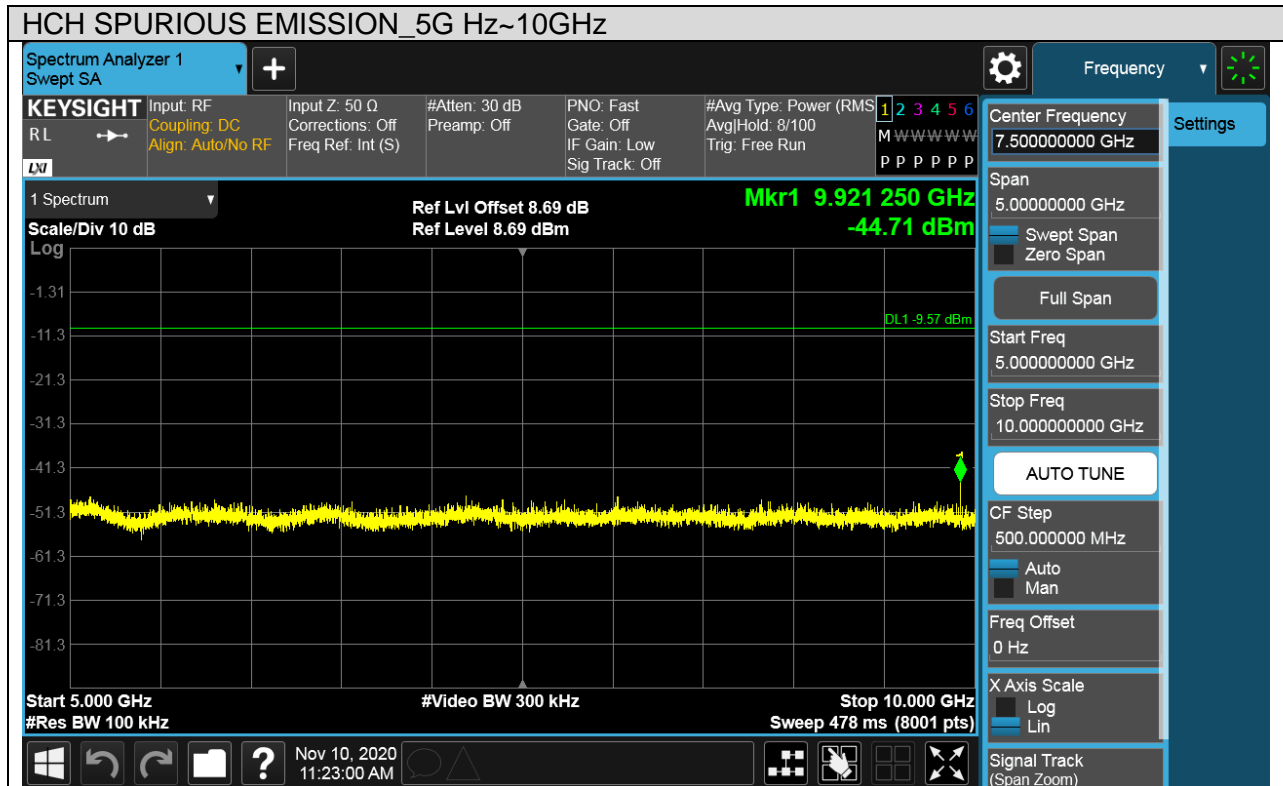 HCH SPURIOUS EMISSION_5G Hz~10GHz
Spectrum Analyzer 1
Swept SA
Frequency
KEYSIGHT
RL
LXI
Input: RF
Coupling: DC
Align: Auto/No RF
Input Z: 50 Ω
Corrections: Off
Freq Ref: Int (S)
#Atten: 30 dB
Preamp: Off
PNO: Fast
Gate: Off
IF Gain: Low
Sig Track: Off
#Avg Type: Power (RMS
Avg|Hold: 8/100
Trig: Free Run
1 2 3 4 5 6
M W W W W W
P P P P P P
1 Spectrum
Scale/Div 10 dB
Log
Ref Lvl Offset 8.69 dB
Ref Level 8.69 dBm
Mkr1 9.921 250 GHz
-44.71 dBm
-1.31
DL1 -9.57 dBm
-11.3
-21.3
-31.3
-41.3
1
-51.3
-61.3
-71.3
-81.3
Start 5.000 GHz
#Res BW 100 kHz
#Video BW 300 kHz
Stop 10.000 GHz
Sweep 478 ms (8001 pts)
Nov 10, 2020
11:23:00 AM
Center Frequency
7.500000000 GHz
Settings
Span
5.00000000 GHz
Swept Span
Zero Span
Full Span
Start Freq
5.000000000 GHz
Stop Freq
10.000000000 GHz
AUTO TUNE
CF Step
500.000000 MHz
Auto
Man
Freq Offset
0 Hz
X Axis Scale
Log
Lin
Signal Track
(Span Zoom)